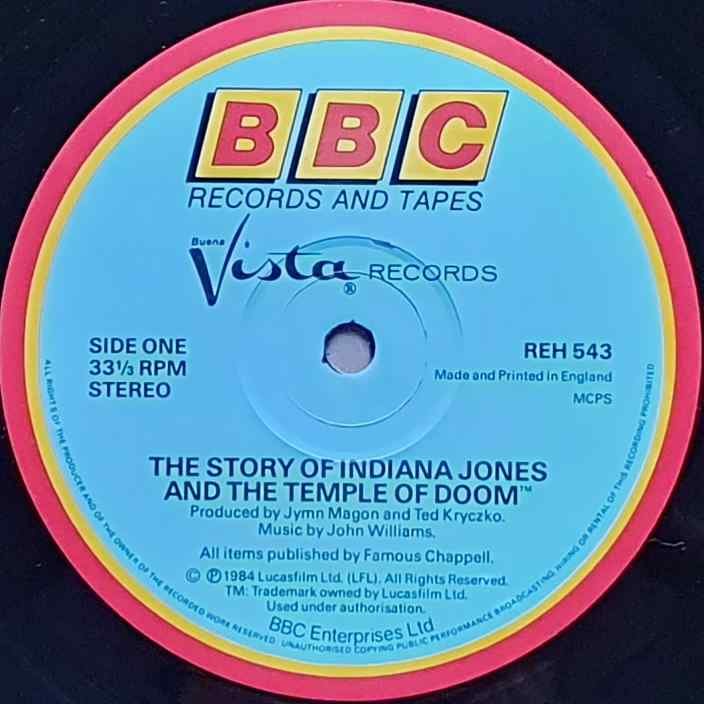 BBC
RECORDS AND TAPES
Buena
Vista RECORDS
®
SIDE ONE
33⅓ RPM
STEREO
REH 543
Made and Printed in England
MCPS
THE STORY OF INDIANA JONES
AND THE TEMPLE OF DOOM™
Produced by Jymn Magon and Ted Kryczko.
Music by John Williams.
All items published by Famous Chappell.
© ℗ 1984 Lucasfilm Ltd. (LFL). All Rights Reserved.
TM: Trademark owned by Lucasfilm Ltd.
Used under authorisation.
BBC Enterprises Ltd
ALL RIGHTS OF THE PRODUCER AND OF THE OWNER OF THE RECORDED WORK RESERVED. UNAUTHORISED COPYING PUBLIC PERFORMANCE BROADCASTING, HIRING OR RENTAL OF THIS RECORDING PROHIBITED